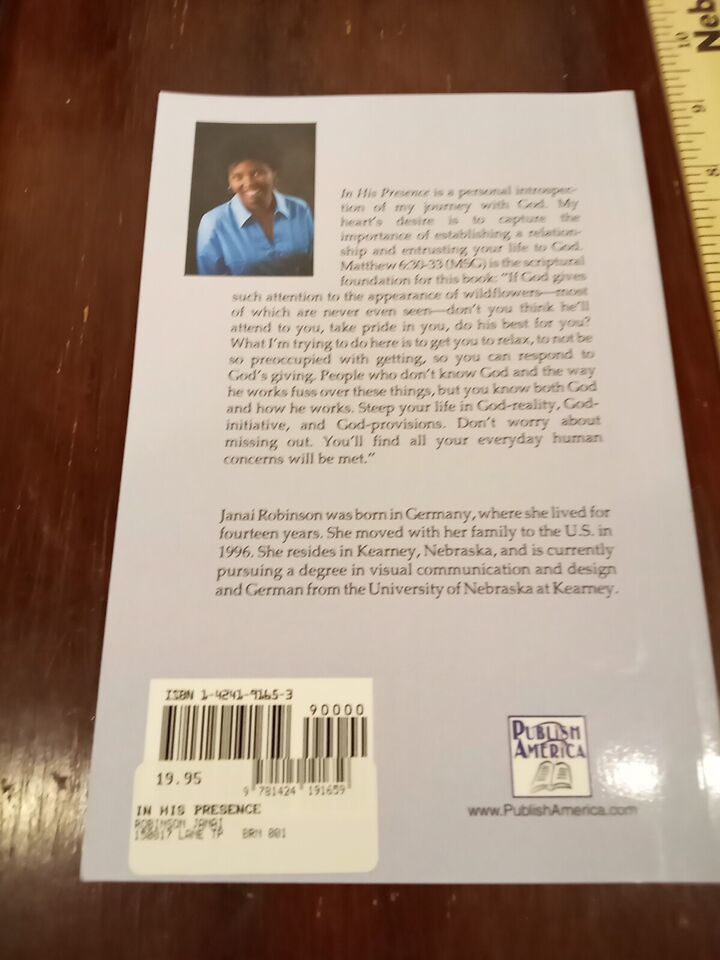 Neb
10
9
8
In His Presence is a personal introspec-
tion of my journey with God. My
heart's desire is to capture the
importance of establishing a relation-
ship and entrusting your life to God.
Matthew 6:30-33 (MSG) is the scriptural
foundation for this book: "If God gives
such attention to the appearance of wildflowers—most
of which are never even seen—don't you think he'll
attend to you, take pride in you, do his best for you?
What I'm trying to do here is to get you to relax, to not be
so preoccupied with getting, so you can respond to
God's giving. People who don't know God and the way
he works fuss over these things, but you know both God
and how he works. Steep your life in God-reality, God-
initiative, and God-provisions. Don't worry about
missing out. You'll find all your everyday human
concerns will be met."
Janai Robinson was born in Germany, where she lived for
fourteen years. She moved with her family to the U.S. in
1996. She resides in Kearney, Nebraska, and is currently
pursuing a degree in visual communication and design
and German from the University of Nebraska at Kearney.
ISBN 1-4241-9165-3
90000
19.95
9 781424 191659
IN HIS PRESENCE
ROBINSON JANAI
150817 LANE TP BRN 001
PUBLISH
AMERICA
www.PublishAmerica.com